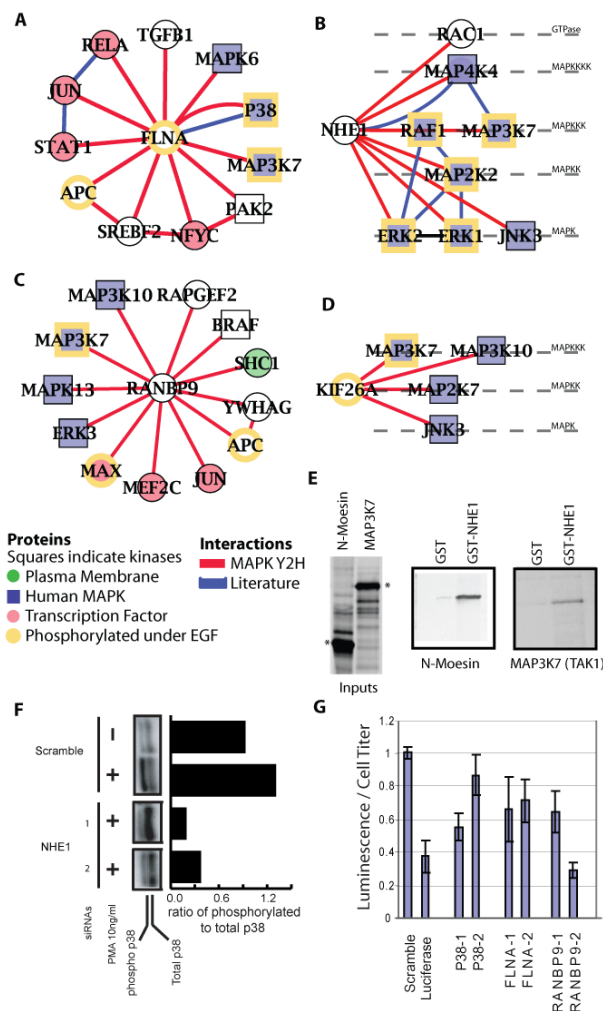 A
RELA
TGFB1
MAPK6
JUN
P38
STAT1
FLNA
MAP3K7
APC
PAK2
SREBF2
NFYC
B
RAC1
GTPase
MAP4K4
MAPKKKK
NHE1
RAF1
MAP3K7
MAPKKK
MAP2K2
MAPKK
ERK2
ERK1
JNK3
MAPK
C
MAP3K10
RAPGEF2
BRAF
MAP3K7
SHC1
MAPK13
RANBP9
YWHAG
ERK3
APC
MAX
MEF2C
JUN
D
MAP3K7
MAP3K10
MAPKKK
KIF26A
MAP2K7
MAPKK
JNK3
MAPK
Proteins
Squares indicate kinases
Plasma Membrane
Human MAPK
Transcription Factor
Phosphorylated under EGF
Interactions
MAPK Y2H
Literature
E
N-Moesin
MAP3K7
*
*
Inputs
GST
GST-NHE1
N-Moesin
GST
GST-NHE1
MAP3K7 (TAK1)
F
Scramble
I
+
NHE1
1
+
2
+
siRNAs
PMA 10ng/ml
phospho p38
Total p38
0.0
0.6
1.2
ratio of phosphorylated
to total p38
G
Luminescence / Cell Titer
1.2
1
0.8
0.6
0.4
0.2
0
Scramble
Luciferase
P38-1
P38-2
FLNA-1
FLNA-2
RANBP9-1
RANBP9-2